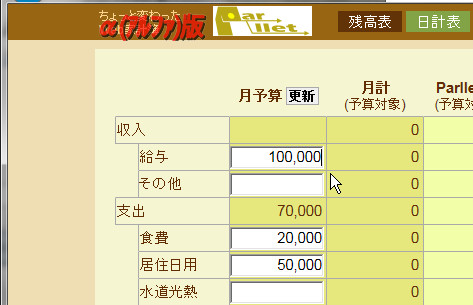 ちょーっと変わった
α(アルファ)版
Parllet.
残高表
日計表
月予算 更新
月計
(予算対象)
Parlle
(予算対
収入
0
給与
100,000
0
その他
0
支出
70,000
0
食費
20,000
0
居住日用
50,000
0
水道光熱
0